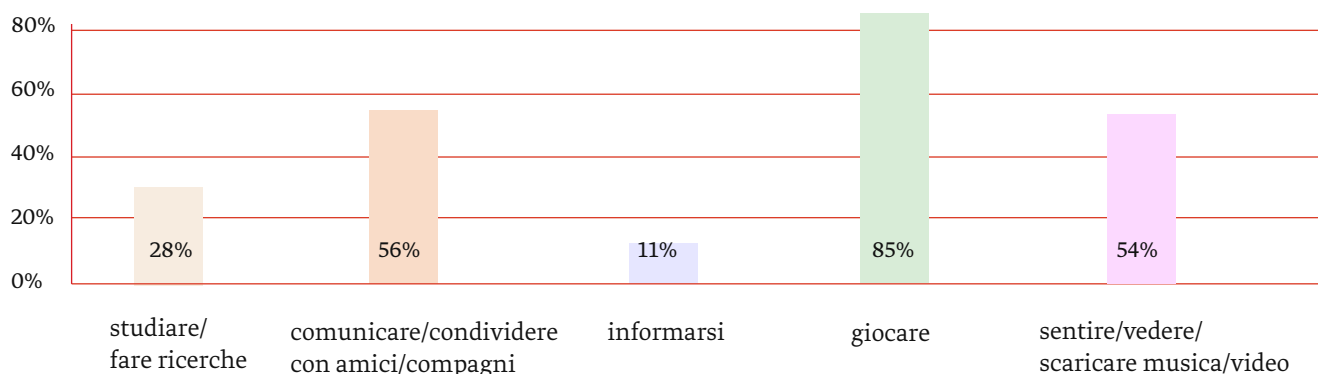 80%
60%
40%
20%
0%
28%
56%
11%
85%
54%
studiare/
fare ricerche
comunicare/condividere
con amici/compagni
informarsi
giocare
sentire/vedere/
scaricare musica/video